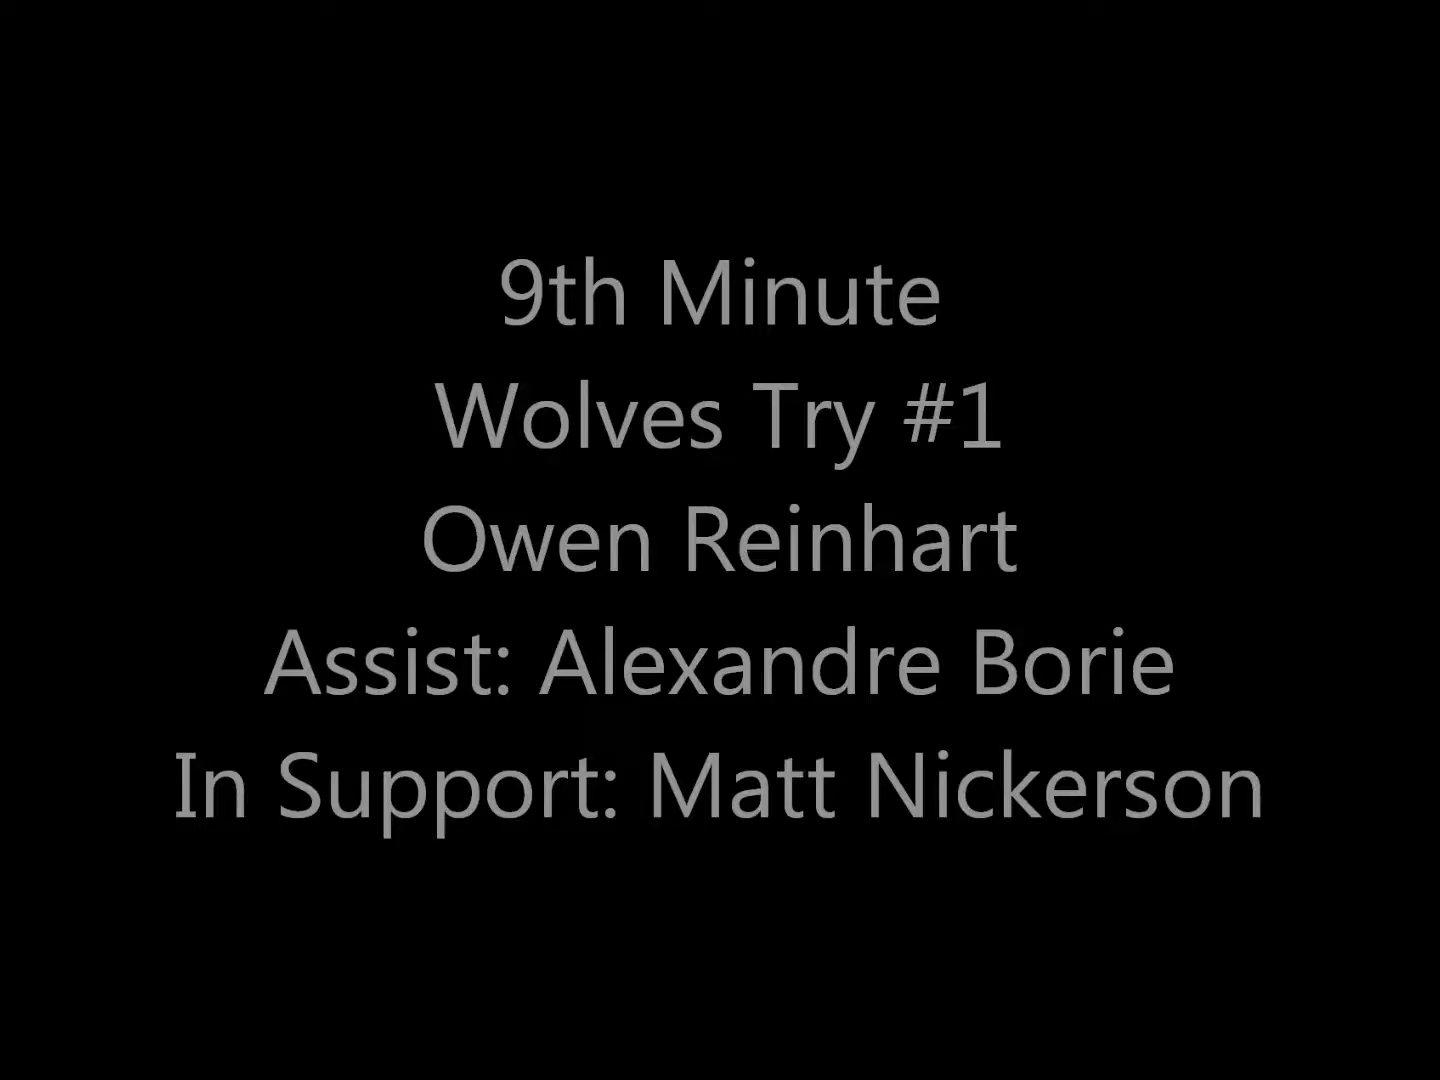 9th Minute
Wolves Try #1
Owen Reinhart
Assist: Alexandre Borie
In Support: Matt Nickerson